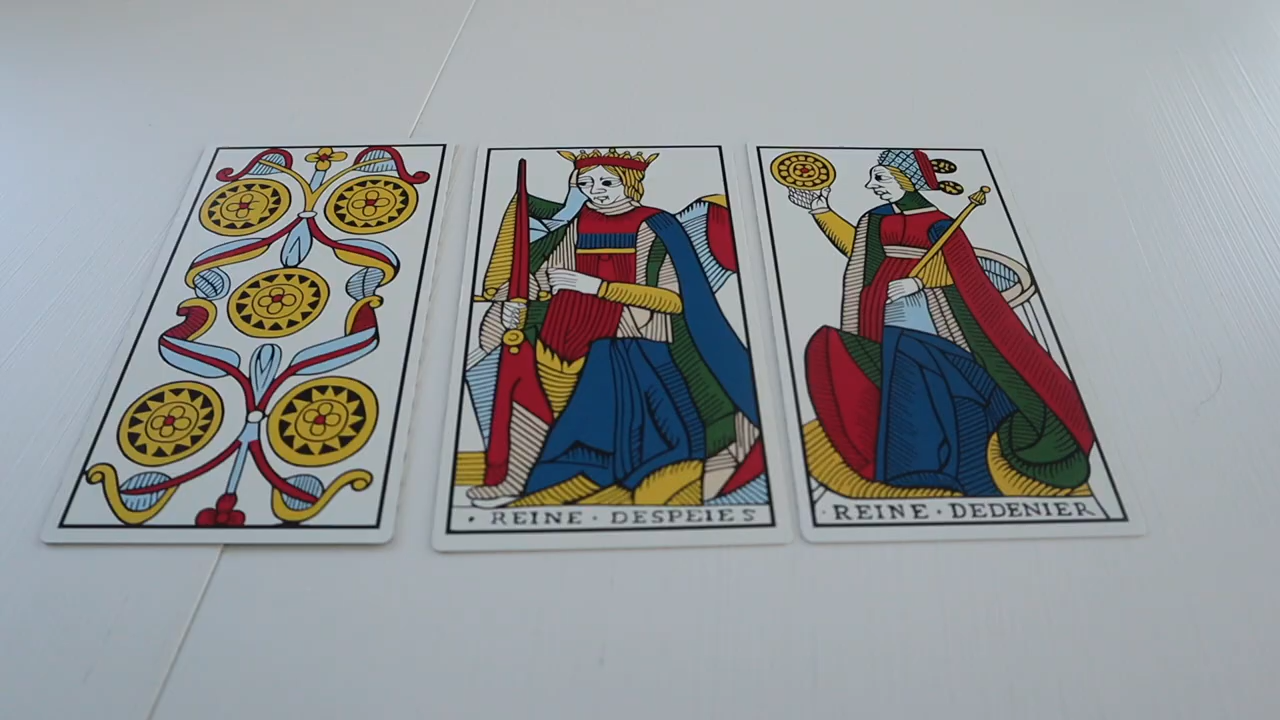 · REINE · DESPEIES
· REINE · DEDENIER